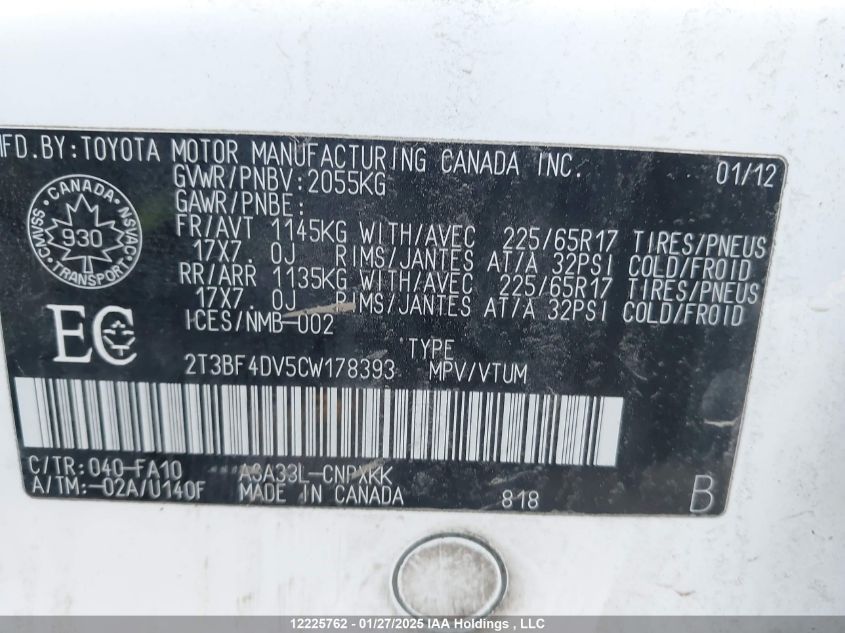 MFD.BY:TOYOTA MOTOR MANUFACTURING CANADA INC. 01/12
GVWR/PNBV:2055KG
GAWR/PNBE:
FR/AVT 1145KG WITH/AVEC 225/65R17 TIRES/PNEUS
17X7.0J RIMS/JANTES AT/A 32PSI COLD/FROID
RR/ARR 1135KG WITH/AVEC 225/65R17 TIRES/PNEUS
17X7.0J RIMS/JANTES AT/A 32PSI COLD/FROID
ICES/NMB-002
CANADA
930
CMVSS
NSVAC
TRANSPORT
EC
TYPE
2T3BF4DV5CW178393 MPV/VTUM
C/TR:040-FA10 ASA33L-CNPXKK
A/TM:-02A/U140F MADE IN CANADA 818 B
12225762 - 01/27/2025 IAA Holdings , LLC